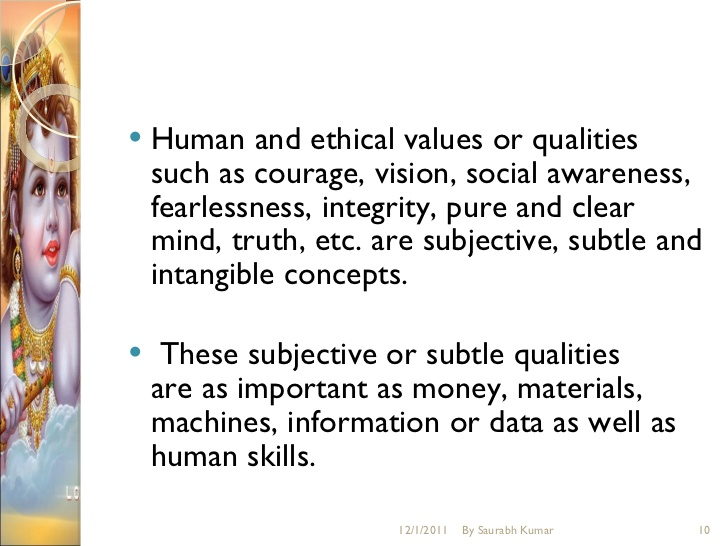 • Human and ethical values or qualities
such as courage, vision, social awareness,
fearlessness, integrity, pure and clear
mind, truth, etc. are subjective, subtle and
intangible concepts.
• These subjective or subtle qualities
are as important as money, materials,
machines, information or data as well as
human skills.
LO
12/1/2011 By Saurabh Kumar 10